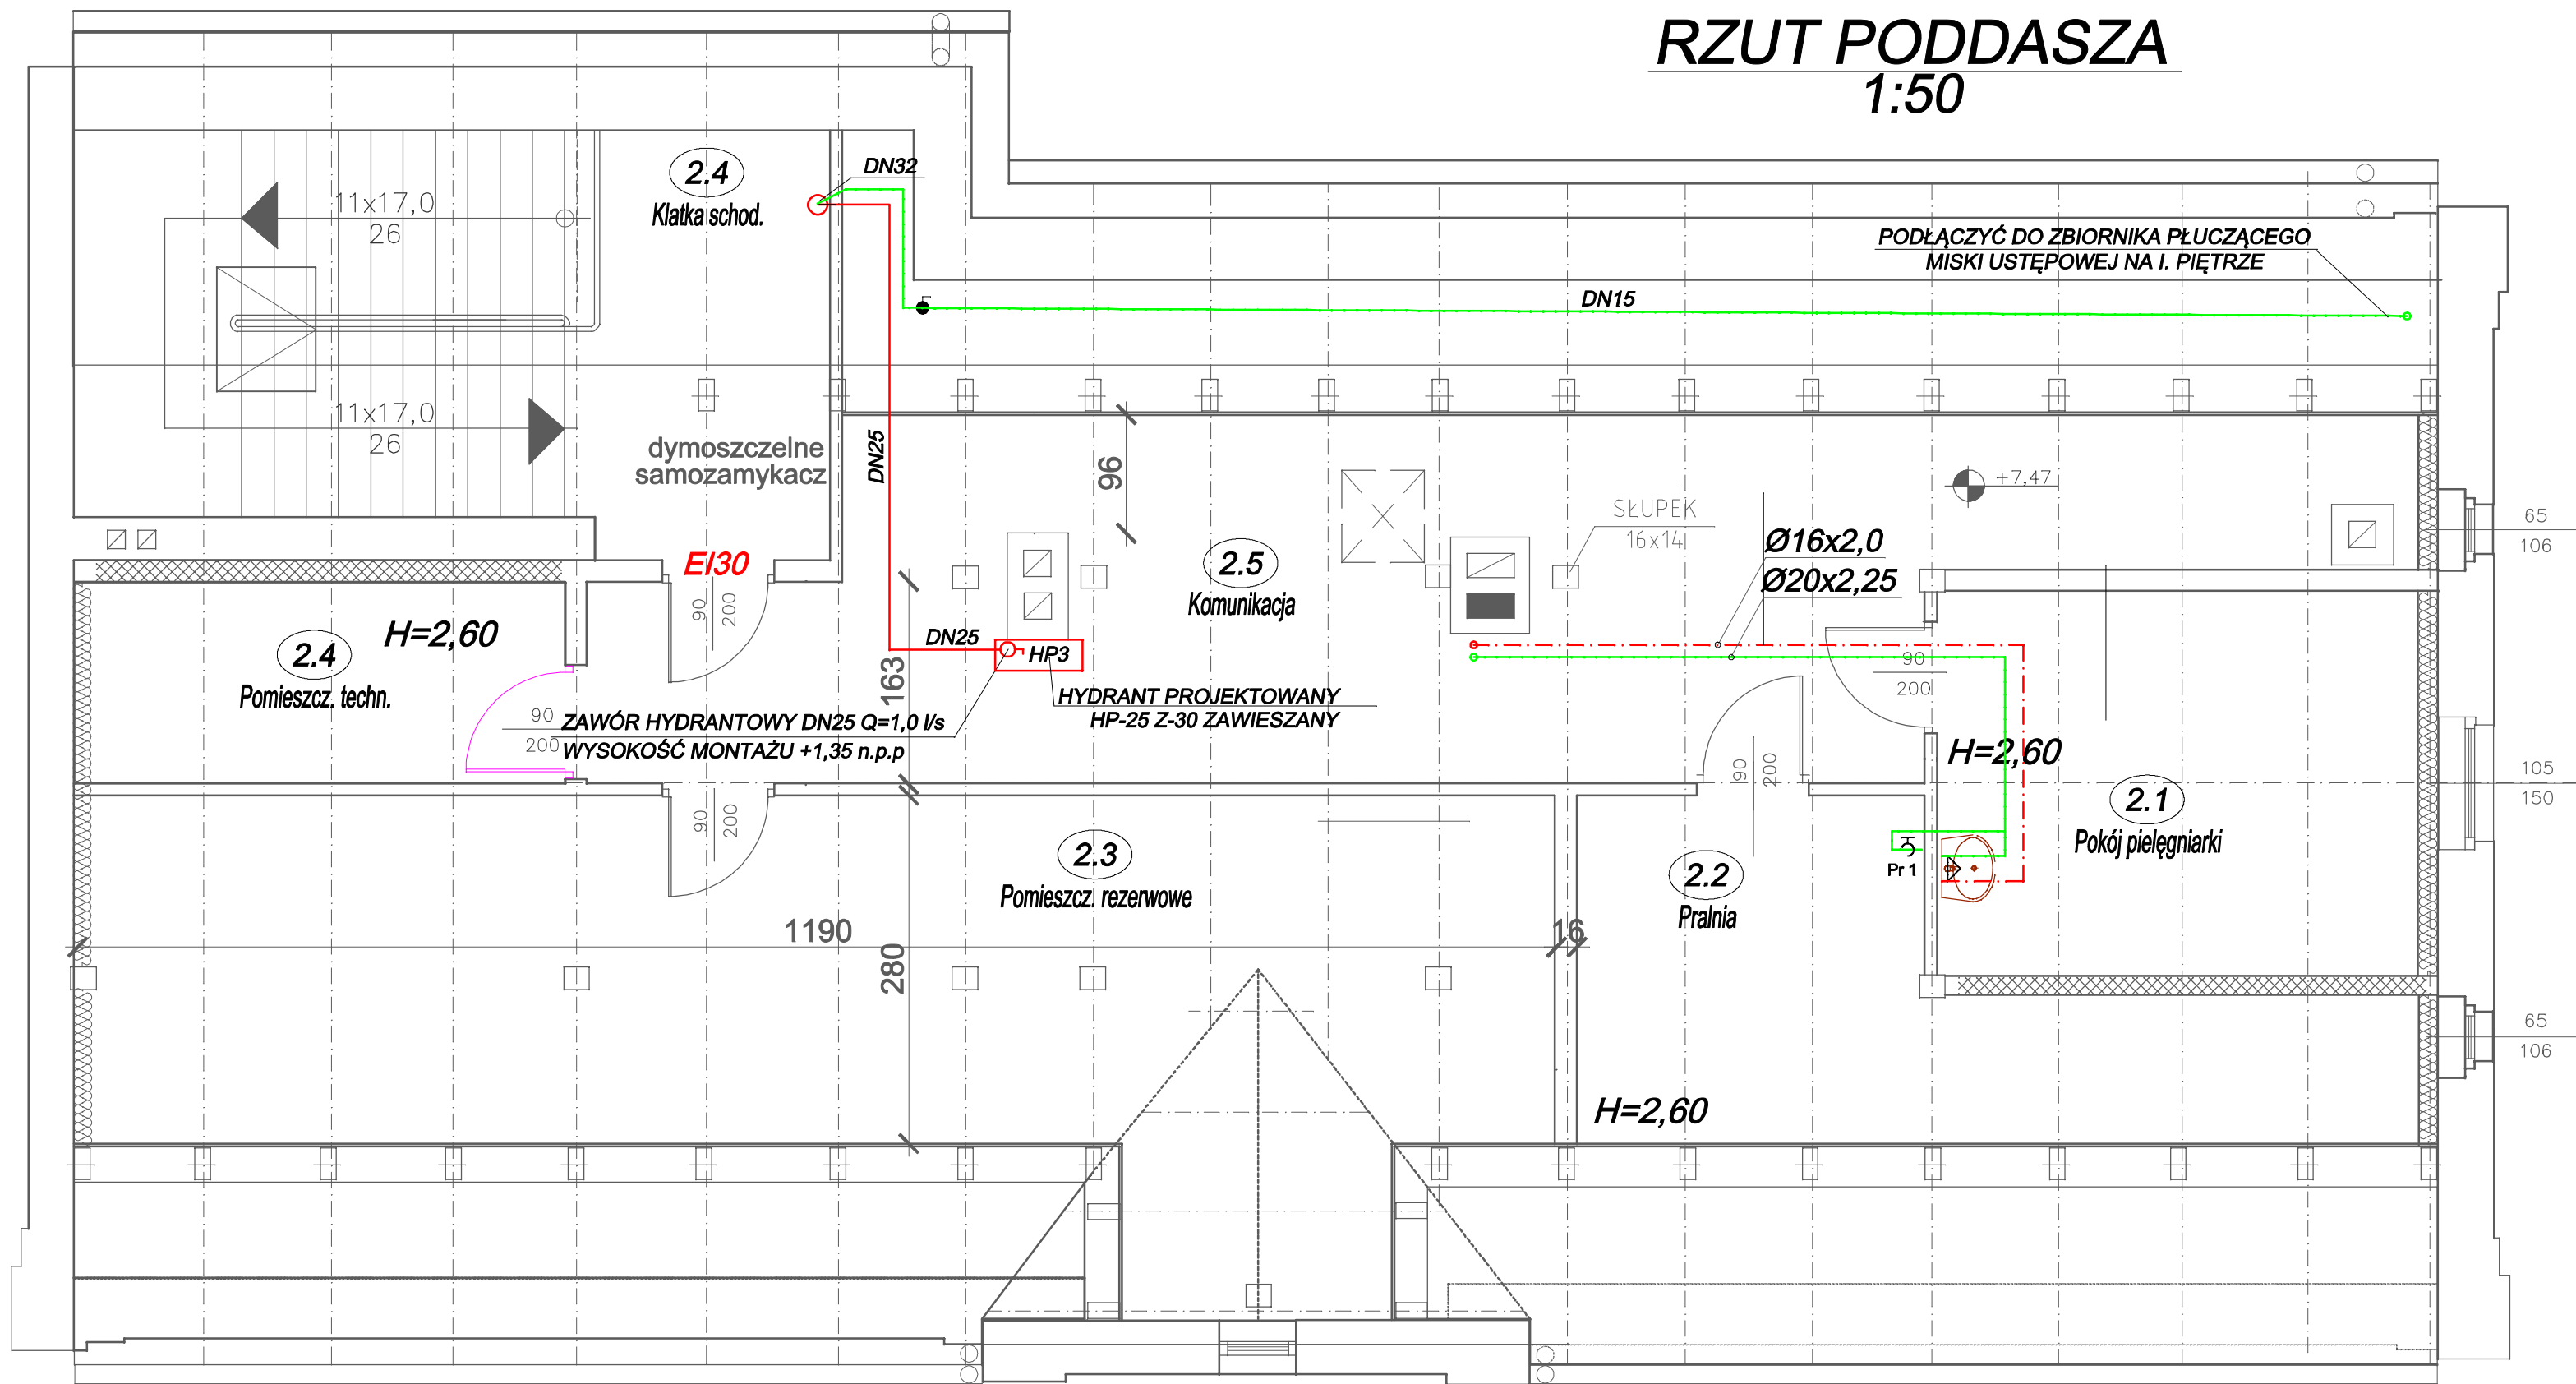 RZUT PODDASZA
1:50
2.4
Klatka schod.
DN32
11x17,0
26
PODŁĄCZYĆ DO ZBIORNIKA PŁUCZĄCEGO
MISKI USTĘPOWEJ NA I. PIĘTRZE
DN15
11x17,0
26
dymoszczelne
samozamykacz
DN25
96
SŁUPEK
16x14
+7,47
65
106
Ø16x2,0
Ø20x2,25
EI30
90
200
2.5
Komunikacja
2.4
Pomieszcz. techn.
H=2,60
DN25
HP3
163
HYDRANT PROJEKTOWANY
HP-25 Z-30 ZAWIESZANY
90
200
ZAWÓR HYDRANTOWY DN25 Q=1,0 l/s
WYSOKOŚĆ MONTAŻU +1,35 n.p.p
90
200
90
200
H=2,60
105
150
2.1
Pokój pielęgniarki
90
200
2.3
Pomieszcz. rezerwowe
Pr 1
2.2
Pralnia
1190
16
280
65
106
H=2,60